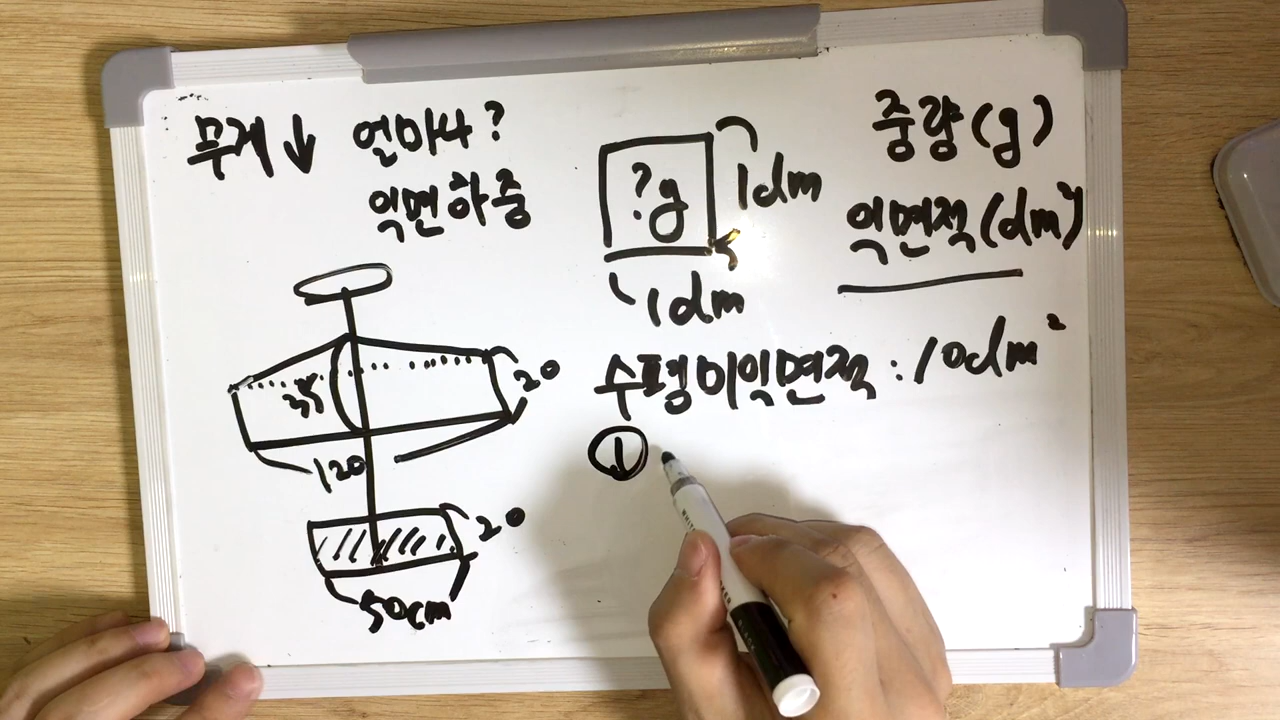 무게↓ 얼마나?
익면하중
?g
1dm
1dm
중량(g)
익면적(dm²)
수평미익면적 : 10dm²
①
35
20
120
20
50cm